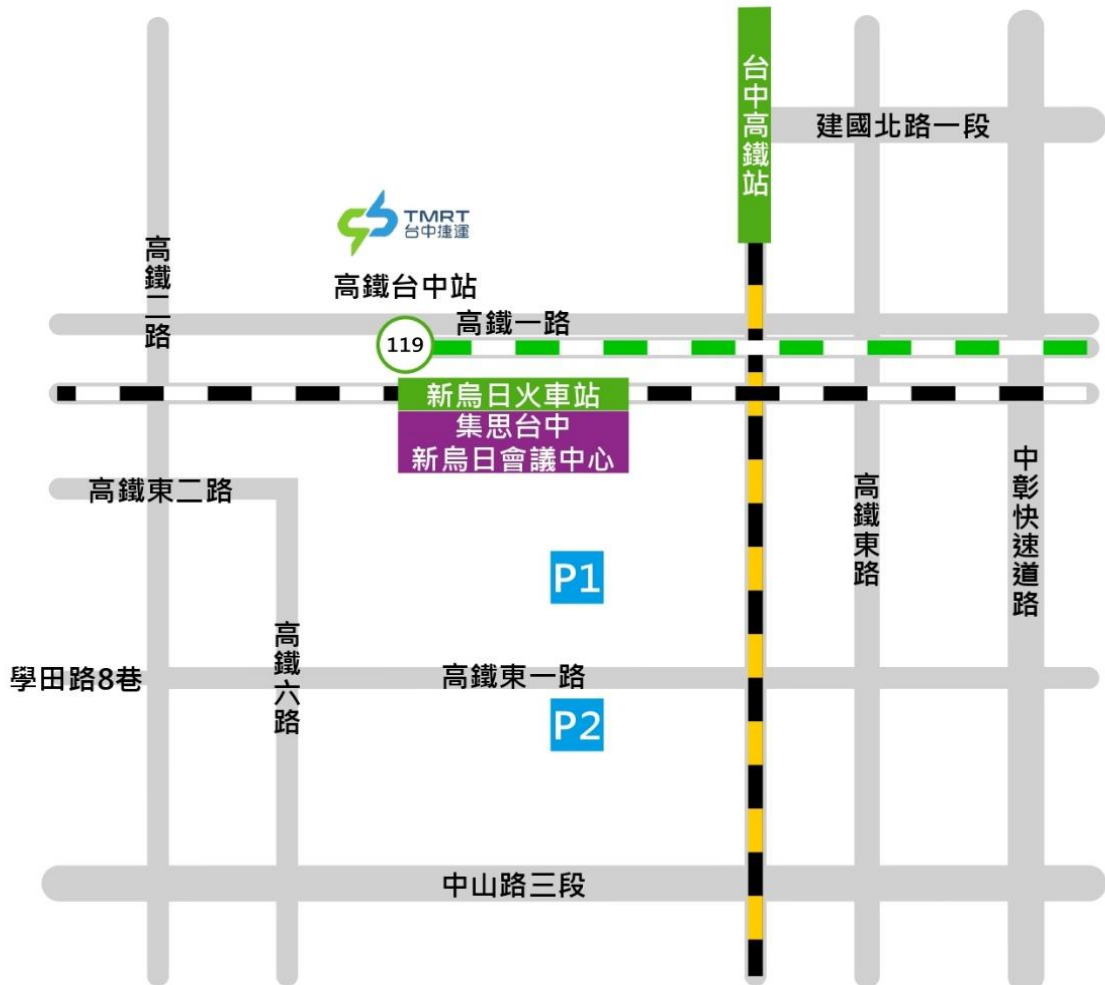 台中高鐵站
建國北路一段
TMRT
台中捷運
高鐵二路
高鐵台中站
高鐵一路
119
新烏日火車站
集思台中
新烏日會議中心
高鐵東二路
高鐵東路
中彰快速道路
P1
高鐵六路
學田路8巷
高鐵東一路
P2
中山路三段